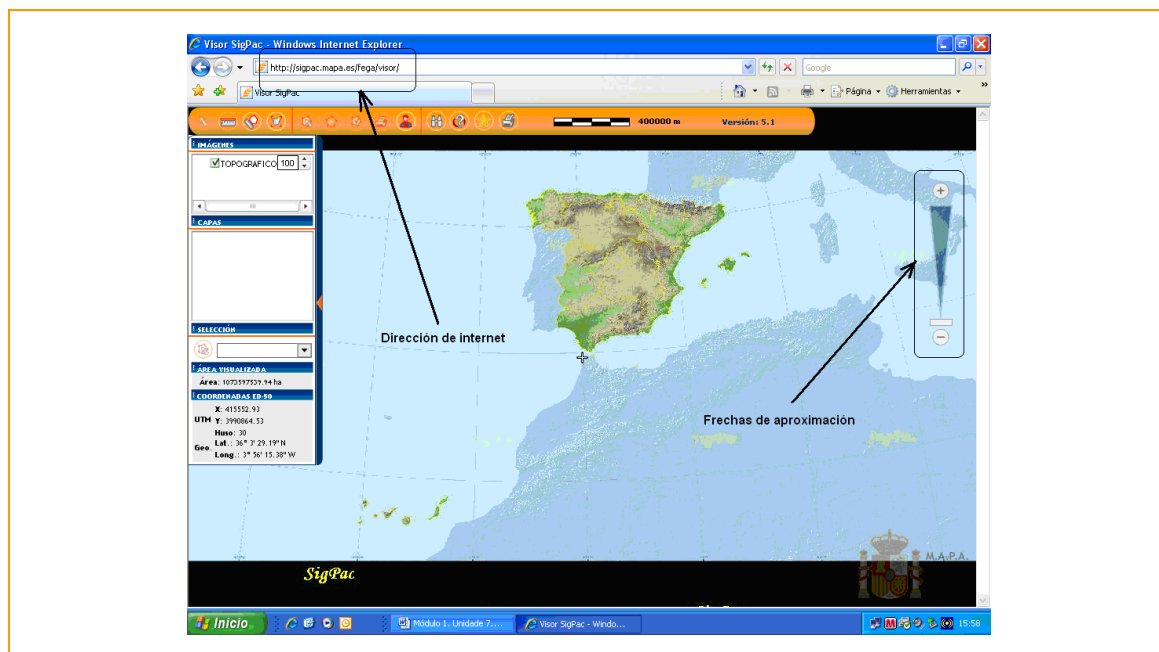 Visor SigPac - Windows Internet Explorer
http://sigpac.mapa.es/fega/visor/
Google
Visor SigPac
Página
Herramientas
»
400000 m
Versión: 5.1
IMÁGENES
TOPOGRAFICO 100
CAPAS
SELECCIÓN
ÁREA VISUALIZADA
Área: 1073597539.94 ha
COORDENADAS ED-50
X: 415552.93
UTM Y: 3990864.53
Huso: 30
Geo. Lat.: 36° 3' 29.19" N
Long.: 3° 56' 15.38" W
Dirección de internet
Frechas de aproximación
M.A.P.A.
SigPac
Inicio
Módulo 1. Unidade 7....
Visor SigPac - Windo...
15:58